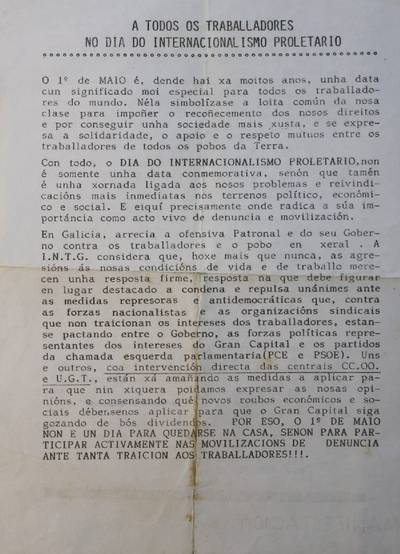 A TODOS OS TRABALLADORES
NO DIA DO INTERNACIONALISMO PROLETARIO
O 1º de MAIO é, dende hai xa moitos anos, unha data
cun significado moi especial para todos os traballado-
res do mundo. Nêla simbolízase a loita común da nosa
clase para impoñer o recoñecemento dos nosos direitos
e por conseguir unha sociedade mais xusta, e se expre-
sa a solidaridade, o apoio e o respeto mutuos entre os
traballadores de todos os pobos da Terra.
Con todo, o DIA DO INTERNACIONALISMO PROLETARIO,non
é somente unha data conmemorativa, senón que tamén
é unha xornada ligada aos nosos problemas e reivindi-
cacións mais inmediatas nos terrenos político, económi-
co e social. E eiquí precisamente onde radica a súa im-
portáncia como acto vivo de denuncia e mobilización.
En Galicia, arrecia a ofensiva Patronal e do seu Gober-
no contra os traballadores e o pobo en xeral . A
I.N.T.G. considera que, hoxe mais que nunca, as agre-
sións ás nosas condicións de vida e de traballo mere-
cen unha resposta firme, resposta na que debe figurar
en lugar destacado a condena e repulsa unánimes ante
as medidas represoras e antidemocráticas que, contra
as forzas nacionalistas e as organizacións sindicais
que non traicionan os intereses dos traballadores, estan-
se pactando entre o Goberno, as forzas políticas repre-
sentantes dos intereses do Gran Capital e os partidos
da chamada esquerda parlamentaria(PCE e PSOE). Uns
e outros, coa intervención directa das centrais CC.OO.
e U.G.T., están xá amañando as medidas a aplicar pa-
ra que nin xiquera poidamos expresar as nosas opi-
nións, e consensando qué novos roubos económicos e so-
ciais débensenos aplicar para que o Gran Capital siga
gozando de bós dividendos. POR ESO, O 1º DE MAIO
NON E UN DIA PARA QUEDARSE NA CASA, SENON PARA PAR-
TICIPAR ACTIVAMENTE NAS MOVILIZACIONS DE DENUNCIA
ANTE TANTA TRAICION AOS TRABALLADORES!!!.